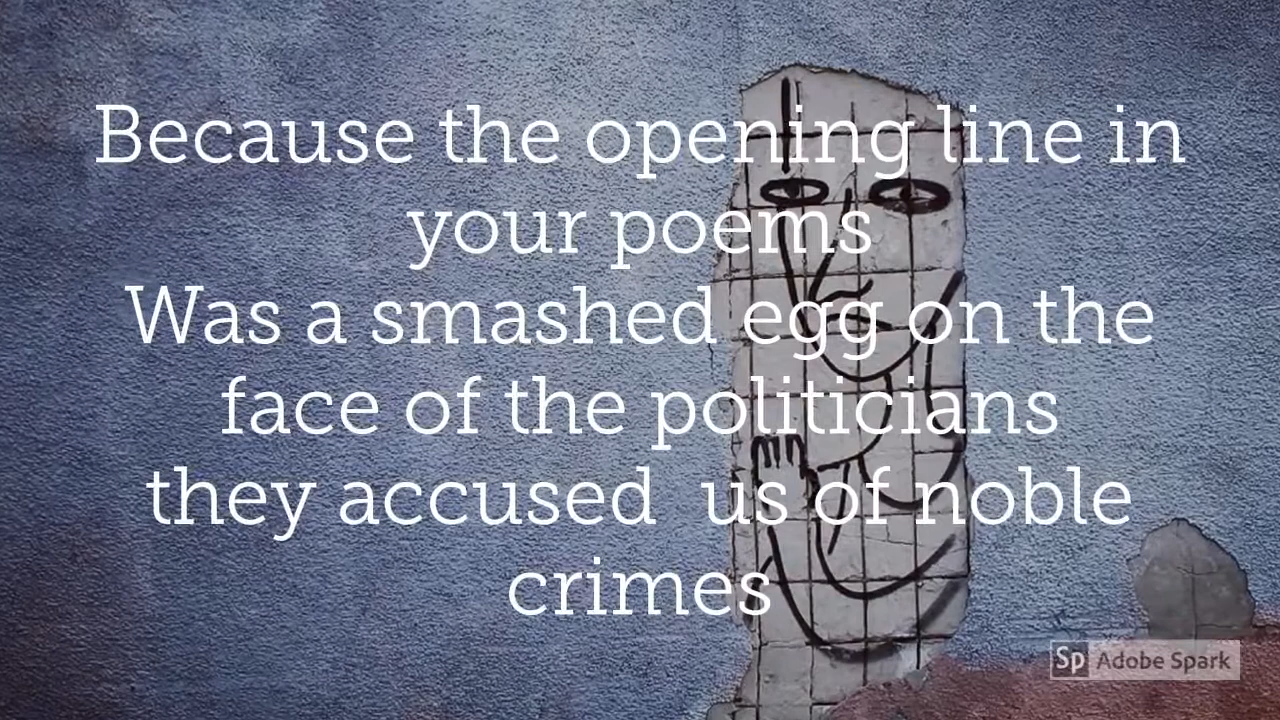 Because the opening line in
your poems
Was a smashed egg on the
face of the politicians
they accused  us of noble
crimes
Sp Adobe Spark